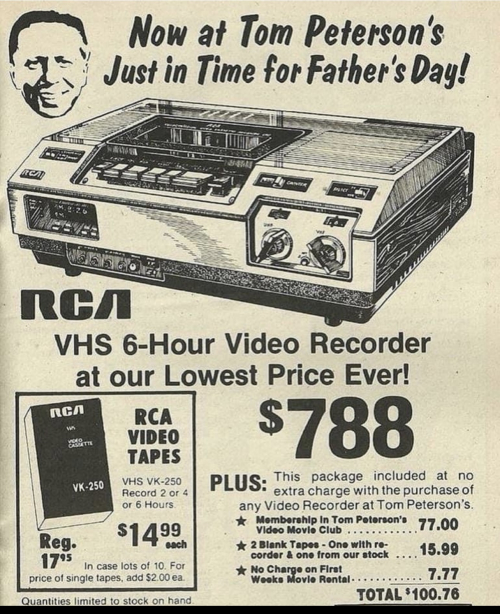 Now at Tom Peterson's
Just in Time for Father's Day!
RCA
RCA
VHS 6-Hour Video Recorder
at our Lowest Price Ever!
$788
RCA
VHS
VIDEO
CASSETTE
VK-250
RCA
VIDEO
TAPES
VHS VK-250
Record 2 or 4
or 6 Hours.
Reg.
17⁹⁵
$14⁹⁹
each
In case lots of 10. For
price of single tapes, add $2.00 ea.
Quantities limited to stock on hand.
PLUS: This package included at no
extra charge with the purchase of
any Video Recorder at Tom Peterson's.
★ Membership in Tom Peterson's
Video Movie Club .......... 77.00
★ 2 Blank Tapes - One with re-
corder & one from our stock .... 15.99
★ No Charge on First
Weeks Movie Rental .......... 7.77
TOTAL $100.76